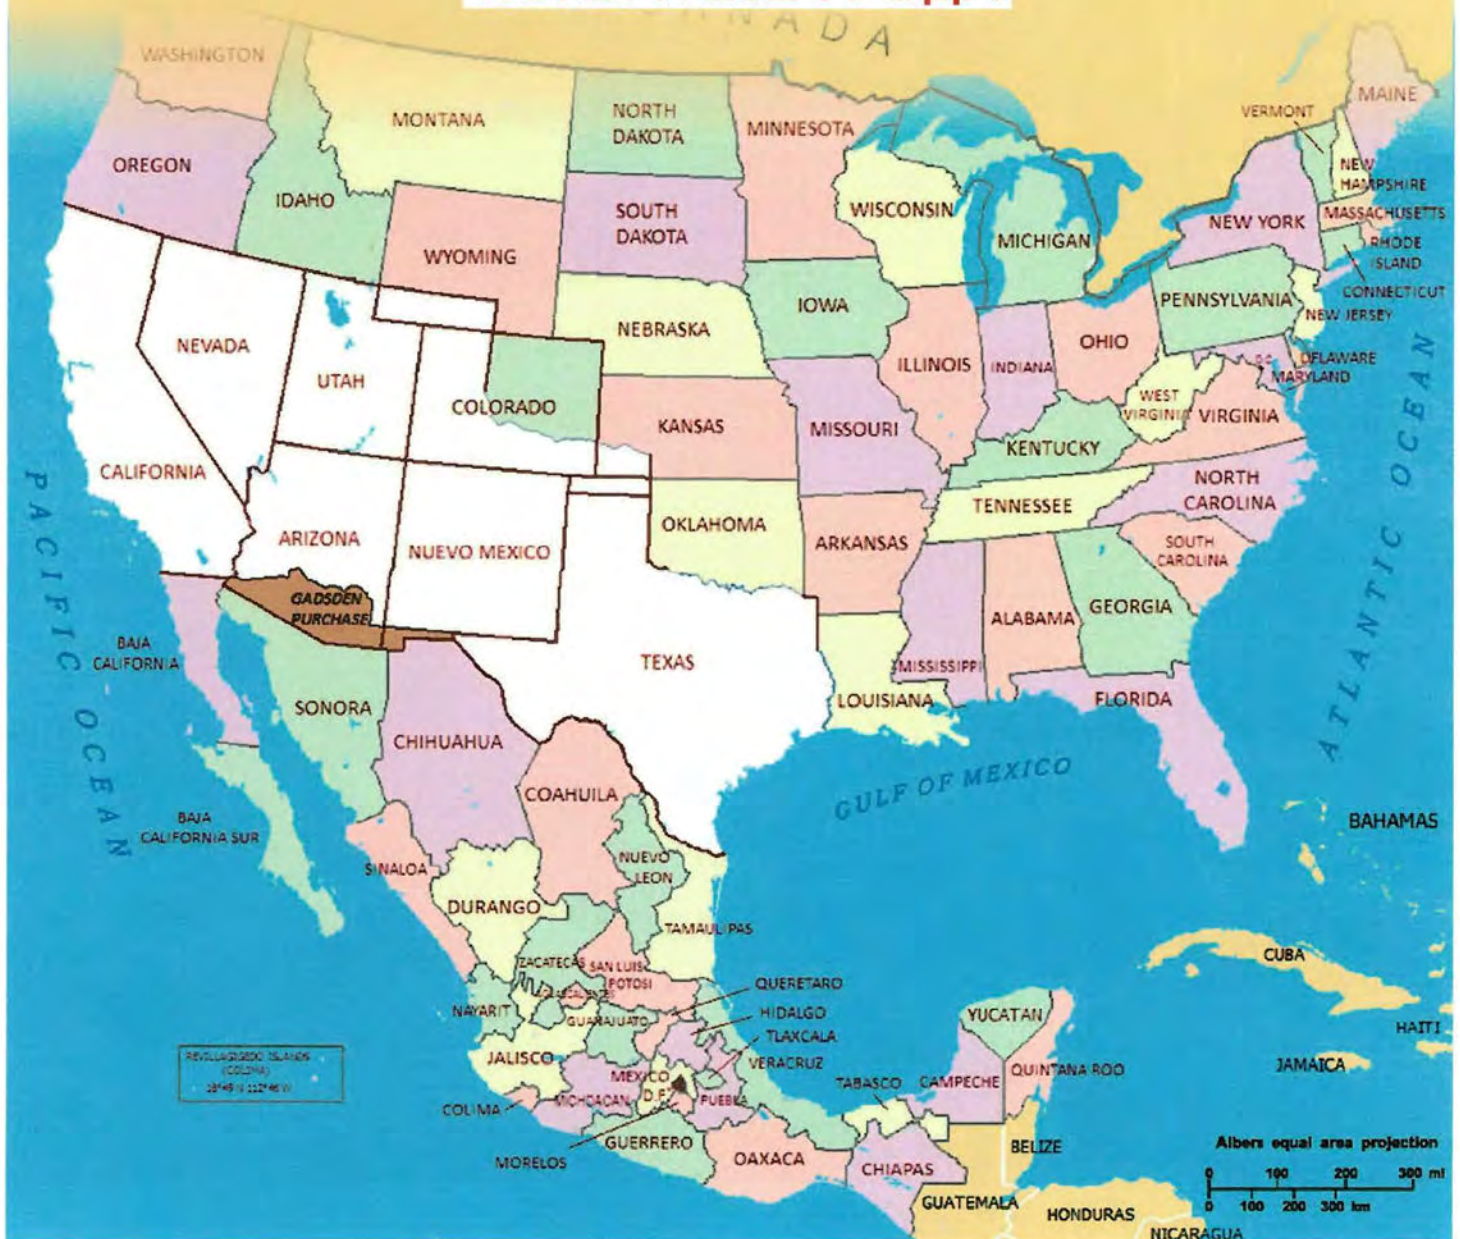 CANADA
WASHINGTON
MAINE
VERMONT
MONTANA
NORTH
DAKOTA
MINNESOTA
OREGON
NEW
HAMPSHIRE
IDAHO
SOUTH
DAKOTA
WISCONSIN
MICHIGAN
NEW YORK
MASSACHUSETTS
RHODE
ISLAND
WYOMING
CONNECTICUT
IOWA
PENNSYLVANIA
NEW JERSEY
NEBRASKA
NEVADA
UTAH
ILLINOIS
INDIANA
OHIO
D.C.
DELAWARE
MARYLAND
COLORADO
KANSAS
MISSOURI
WEST
VIRGINIA
VIRGINIA
KENTUCKY
CALIFORNIA
NORTH
CAROLINA
TENNESSEE
ARIZONA
NUEVO MEXICO
OKLAHOMA
ARKANSAS
SOUTH
CAROLINA
GADSDEN
PURCHASE
ALABAMA
GEORGIA
BAJA
CALIFORNIA
TEXAS
MISSISSIPPI
LOUISIANA
FLORIDA
PACIFIC OCEAN
ATLANTIC OCEAN
SONORA
CHIHUAHUA
GULF OF MEXICO
COAHUILA
BAJA
CALIFORNIA SUR
BAHAMAS
SINALOA
NUEVO
LEON
DURANGO
TAMAULIPAS
CUBA
ZACATECAS
SAN LUIS
POTOSI
AGUASCALIENTES
QUERETARO
NAYARIT
GUANAJUATO
HIDALGO
YUCATAN
HAITI
TLAXCALA
JALISCO
VERACRUZ
JAMAICA
REVILLAGIGEDO ISLANDS
(COLIMA)
MEXICO
D.F.
TABASCO
CAMPECHE
QUINTANA ROO
COLIMA
MICHOACAN
PUEBLA
GUERRERO
MORELOS
OAXACA
CHIAPAS
BELIZE
GUATEMALA
HONDURAS
NICARAGUA
Albers equal area projection
0 100 200 300 mi
0 100 200 300 km